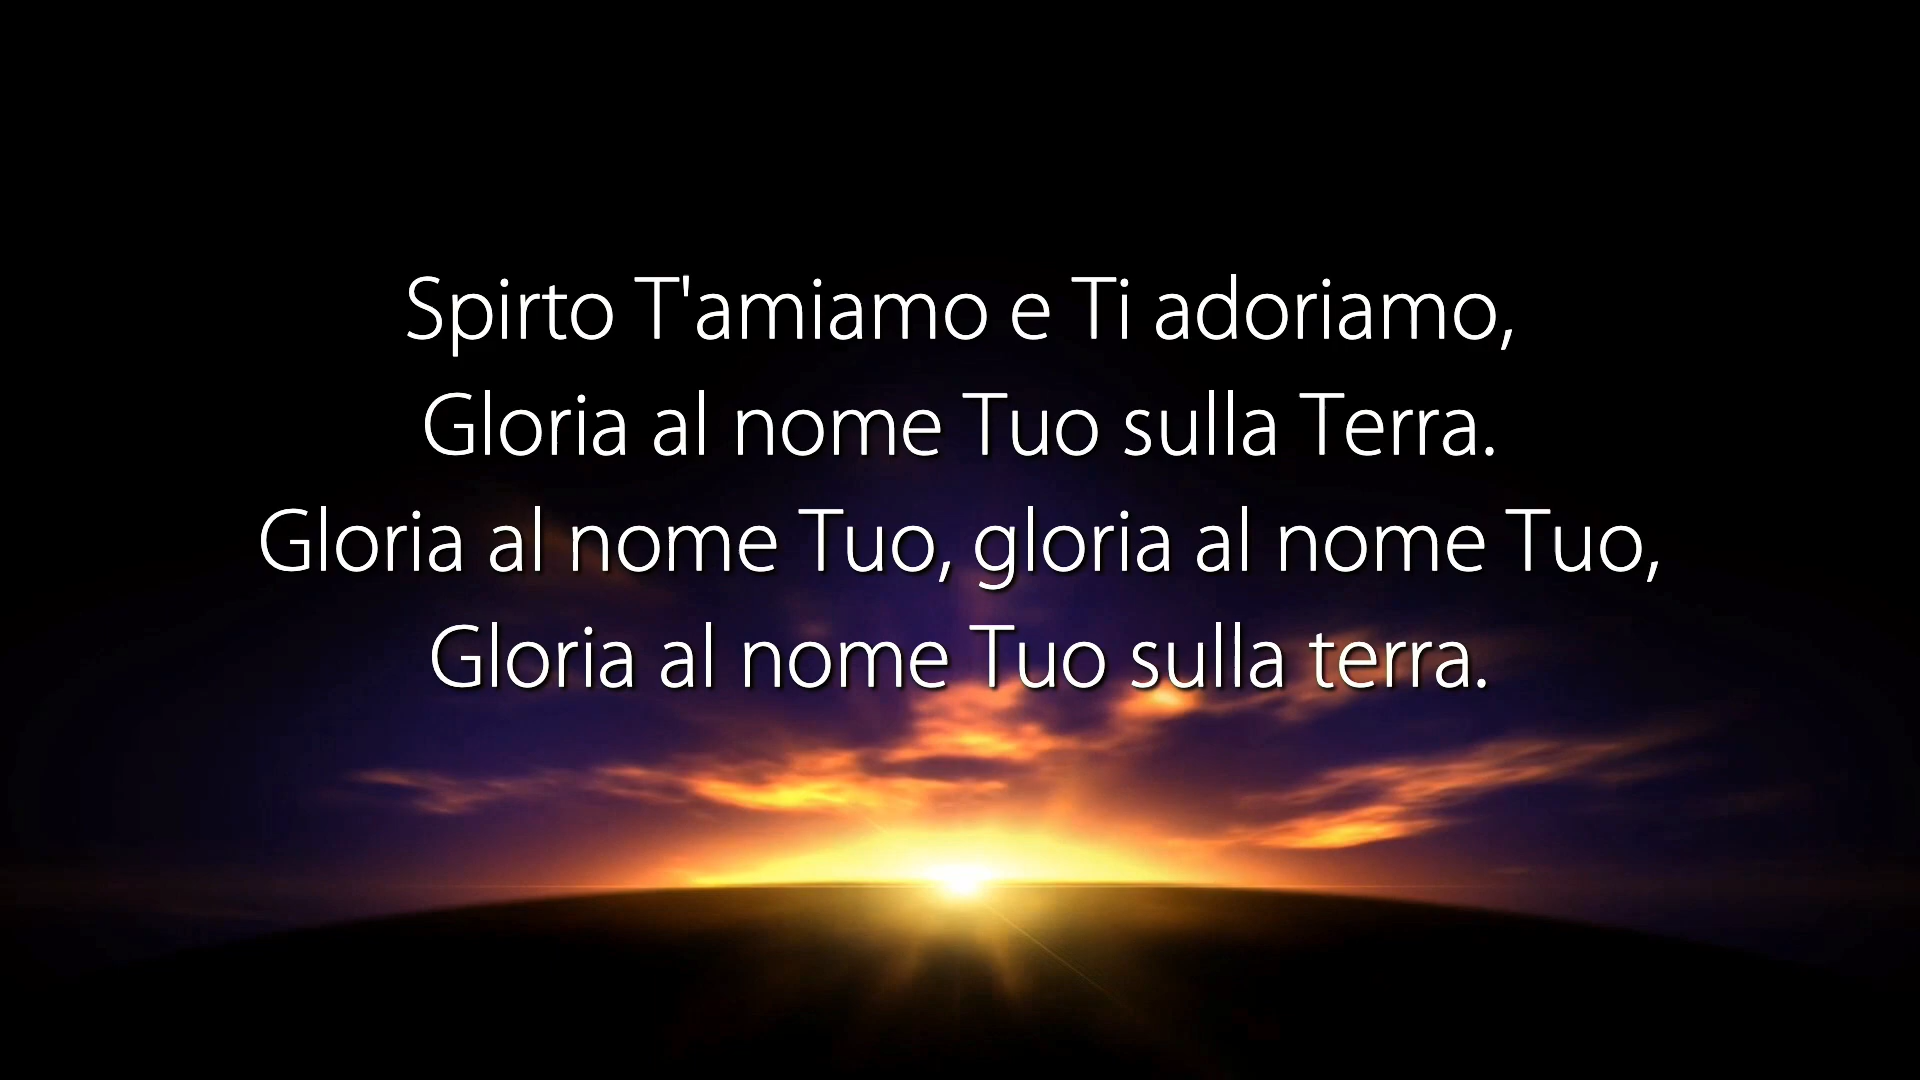 Spirto T'amiamo e Ti adoriamo,
Gloria al nome Tuo sulla Terra.
Gloria al nome Tuo, gloria al nome Tuo,
Gloria al nome Tuo sulla terra.